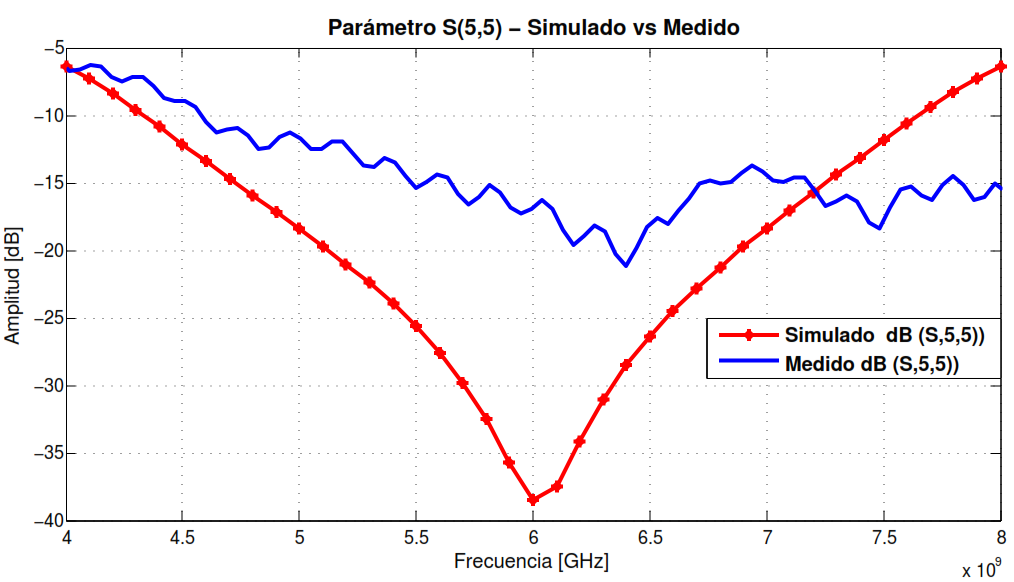 Parámetro S(5,5) – Simulado vs Medido
Amplitud [dB]
−5
−10
−15
−20
−25
−30
−35
−40
Simulado dB (S,5,5))
Medido dB (S,5,5))
4 4.5 5 5.5 6 6.5 7 7.5 8
Frecuencia [GHz]
x 10⁹